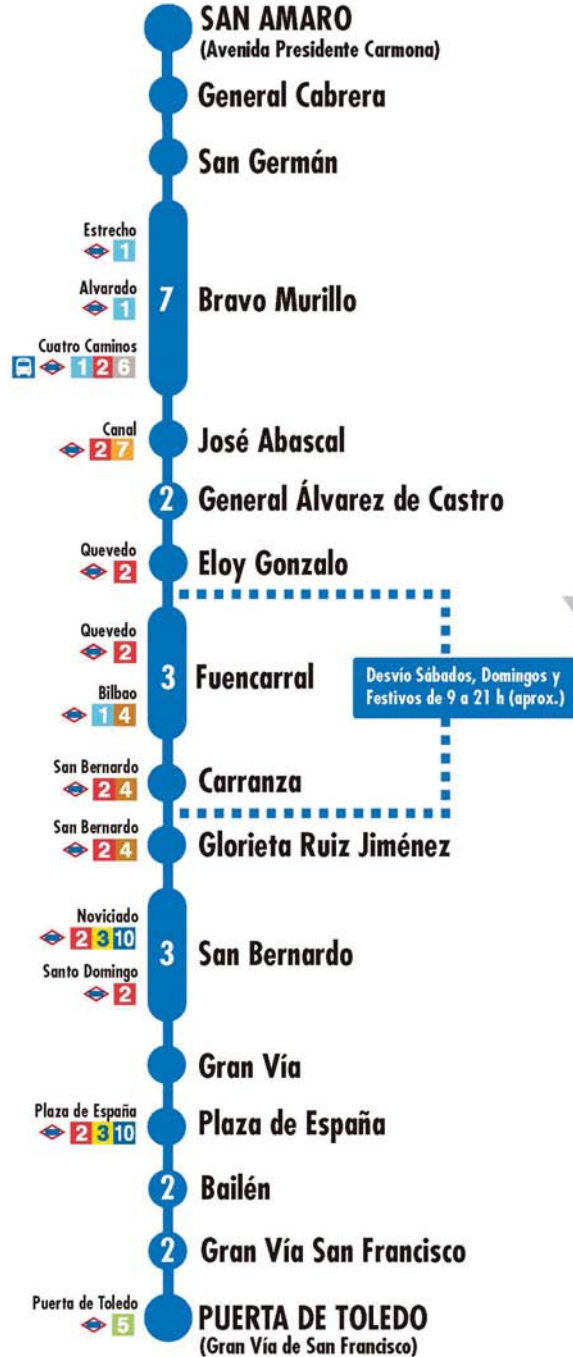 SAN AMARO
(Avenida Presidente Carmona)
General Cabrera
San Germán
Estrecho
1
Alvarado
1
7
Bravo Murillo
Cuatro Caminos
1 2 6
Canal
2 7
José Abascal
2
General Álvarez de Castro
Quevedo
2
Eloy Gonzalo
Quevedo
2
3
Fuencarral
Desvío Sábados, Domingos y
Festivos de 9 a 21 h (aprox.)
Bilbao
1 4
San Bernardo
2 4
Carranza
San Bernardo
2 4
Glorieta Ruiz Jiménez
Noviciado
2 3 10
3
San Bernardo
Santo Domingo
2
Gran Vía
Plaza de España
2 3 10
Plaza de España
2
Bailén
2
Gran Vía San Francisco
Puerta de Toledo
5
PUERTA DE TOLEDO
(Gran Vía de San Francisco)